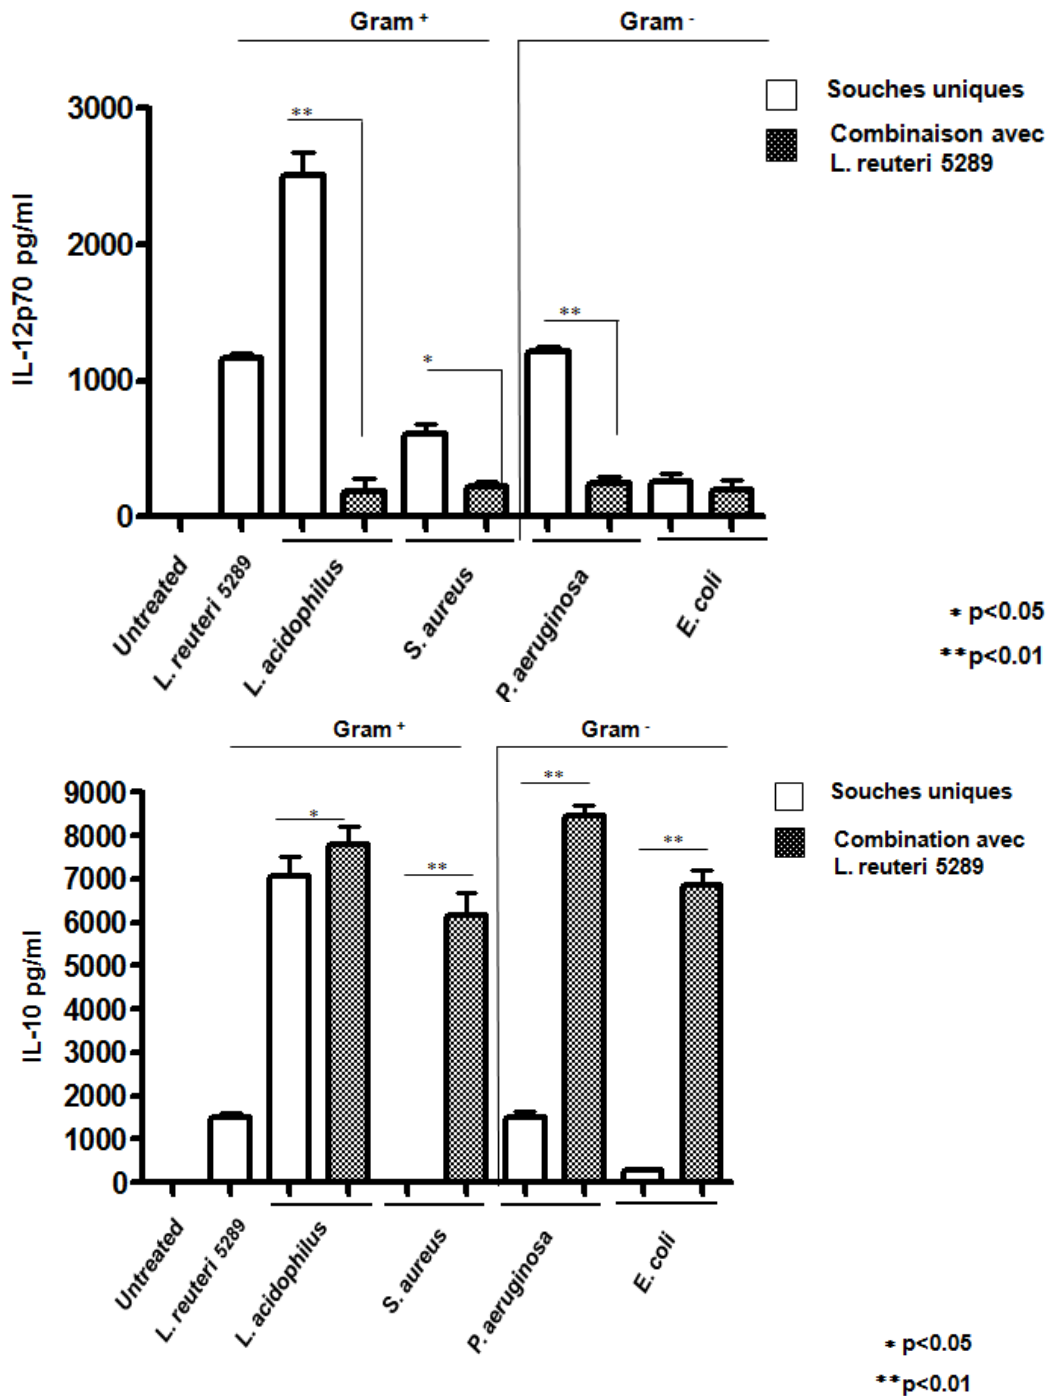 Gram +
Gram -
Souches uniques
Combinaison avec
L. reuteri 5289
IL-12p70 pg/ml
3000
2000
1000
0
**
*
**
Untreated
L. reuteri 5289
L. acidophilus
S. aureus
P. aeruginosa
E. coli
* p<0.05
**p<0.01
Gram +
Gram -
Souches uniques
Combination avec
L. reuteri 5289
IL-10 pg/ml
9000
8000
7000
6000
5000
4000
3000
2000
1000
0
*
**
**
**
Untreated
L. reuteri 5289
L. acidophilus
S. aureus
P. aeruginosa
E. coli
* p<0.05
**p<0.01